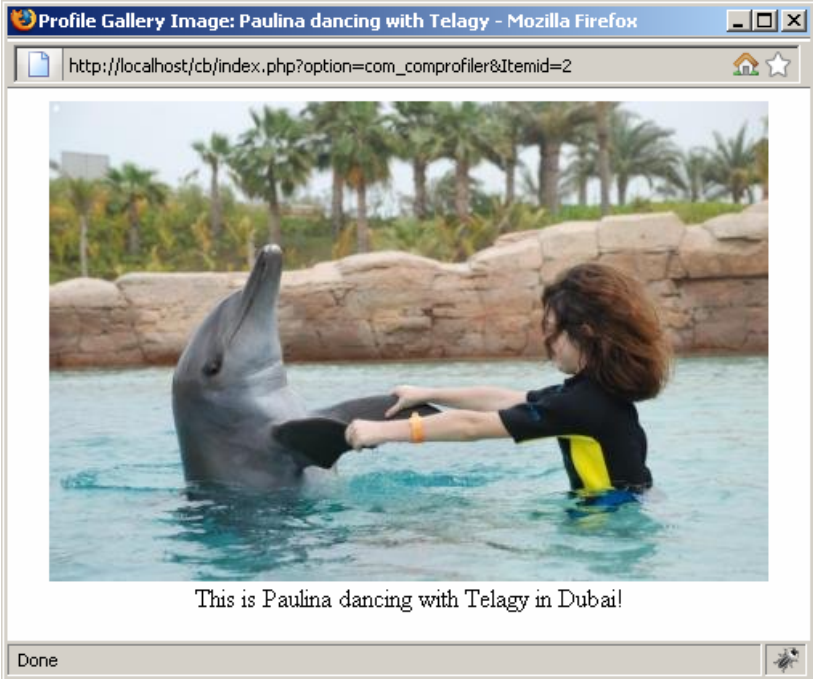 Profile Gallery Image: Paulina dancing with Telagy - Mozilla Firefox
http://localhost/cb/index.php?option=com_comprofiler&Itemid=2
This is Paulina dancing with Telagy in Dubai!
Done